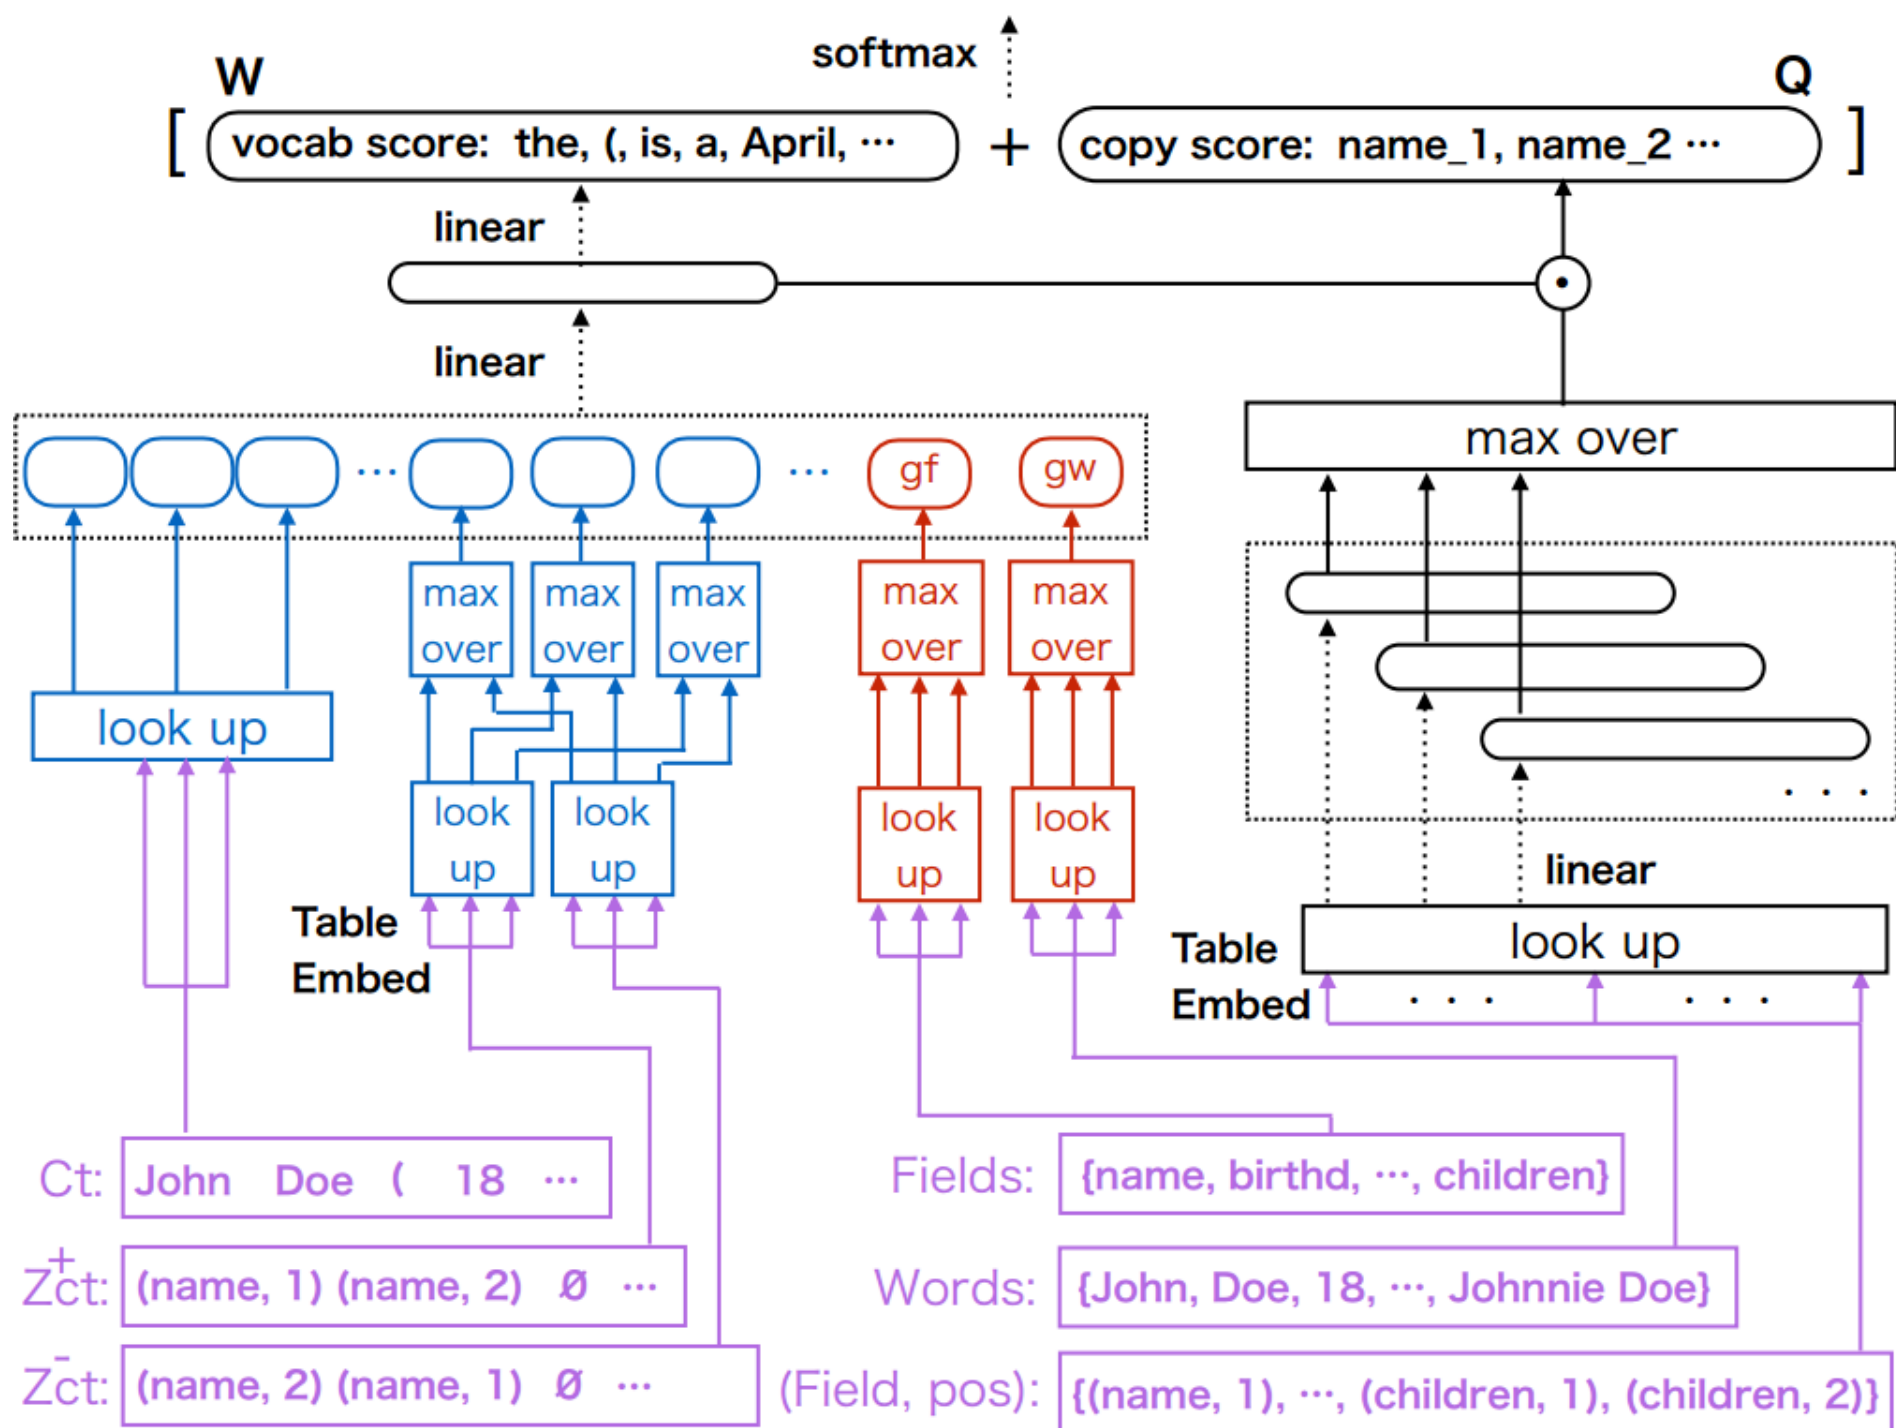 softmax
W
Q
[ vocab score: the, (, is, a, April, ··· + copy score: name_1, name_2 ··· ]
linear
linear
max over
··· ··· gf gw
max over
max over
max over
max over
max over
look up
look up
look up
look up
look up
· · ·
linear
Table Embed
Table Embed
look up
· · · · · ·
Ct: John Doe ( 18 ···
Fields: {name, birthd, ···, children}
Z+ct: (name, 1) (name, 2) Ø ···
Words: {John, Doe, 18, ···, Johnnie Doe}
Z-ct: (name, 2) (name, 1) Ø ···
(Field, pos): {(name, 1), ···, (children, 1), (children, 2)}